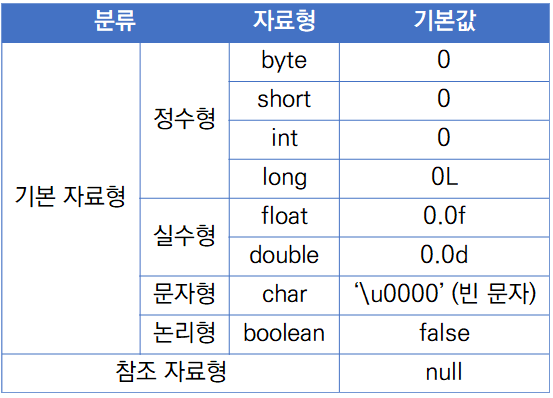 분류 자료형 기본값
기본 자료형 정수형 byte 0
short 0
int 0
long 0L
실수형 float 0.0f
double 0.0d
문자형 char ‘\u0000’ (빈 문자)
논리형 boolean false
참조 자료형 null